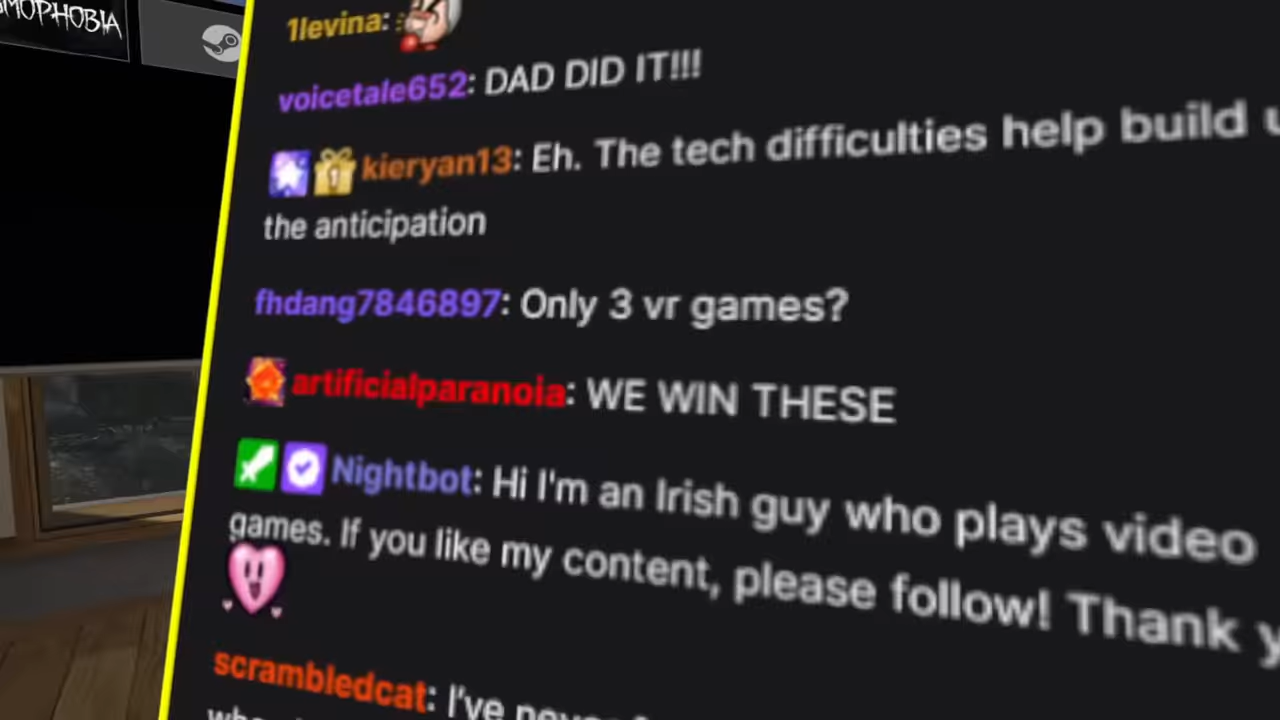 MOPHOBIA
1levina:
voicetale652: DAD DID IT!!!
kieryan13: Eh. The tech difficulties help build
the anticipation
fhdang7846897: Only 3 vr games?
artificialparanoia: WE WIN THESE
Nightbot: Hi I'm an Irish guy who plays video
games. If you like my content, please follow! Thank
scrambledcat: I've